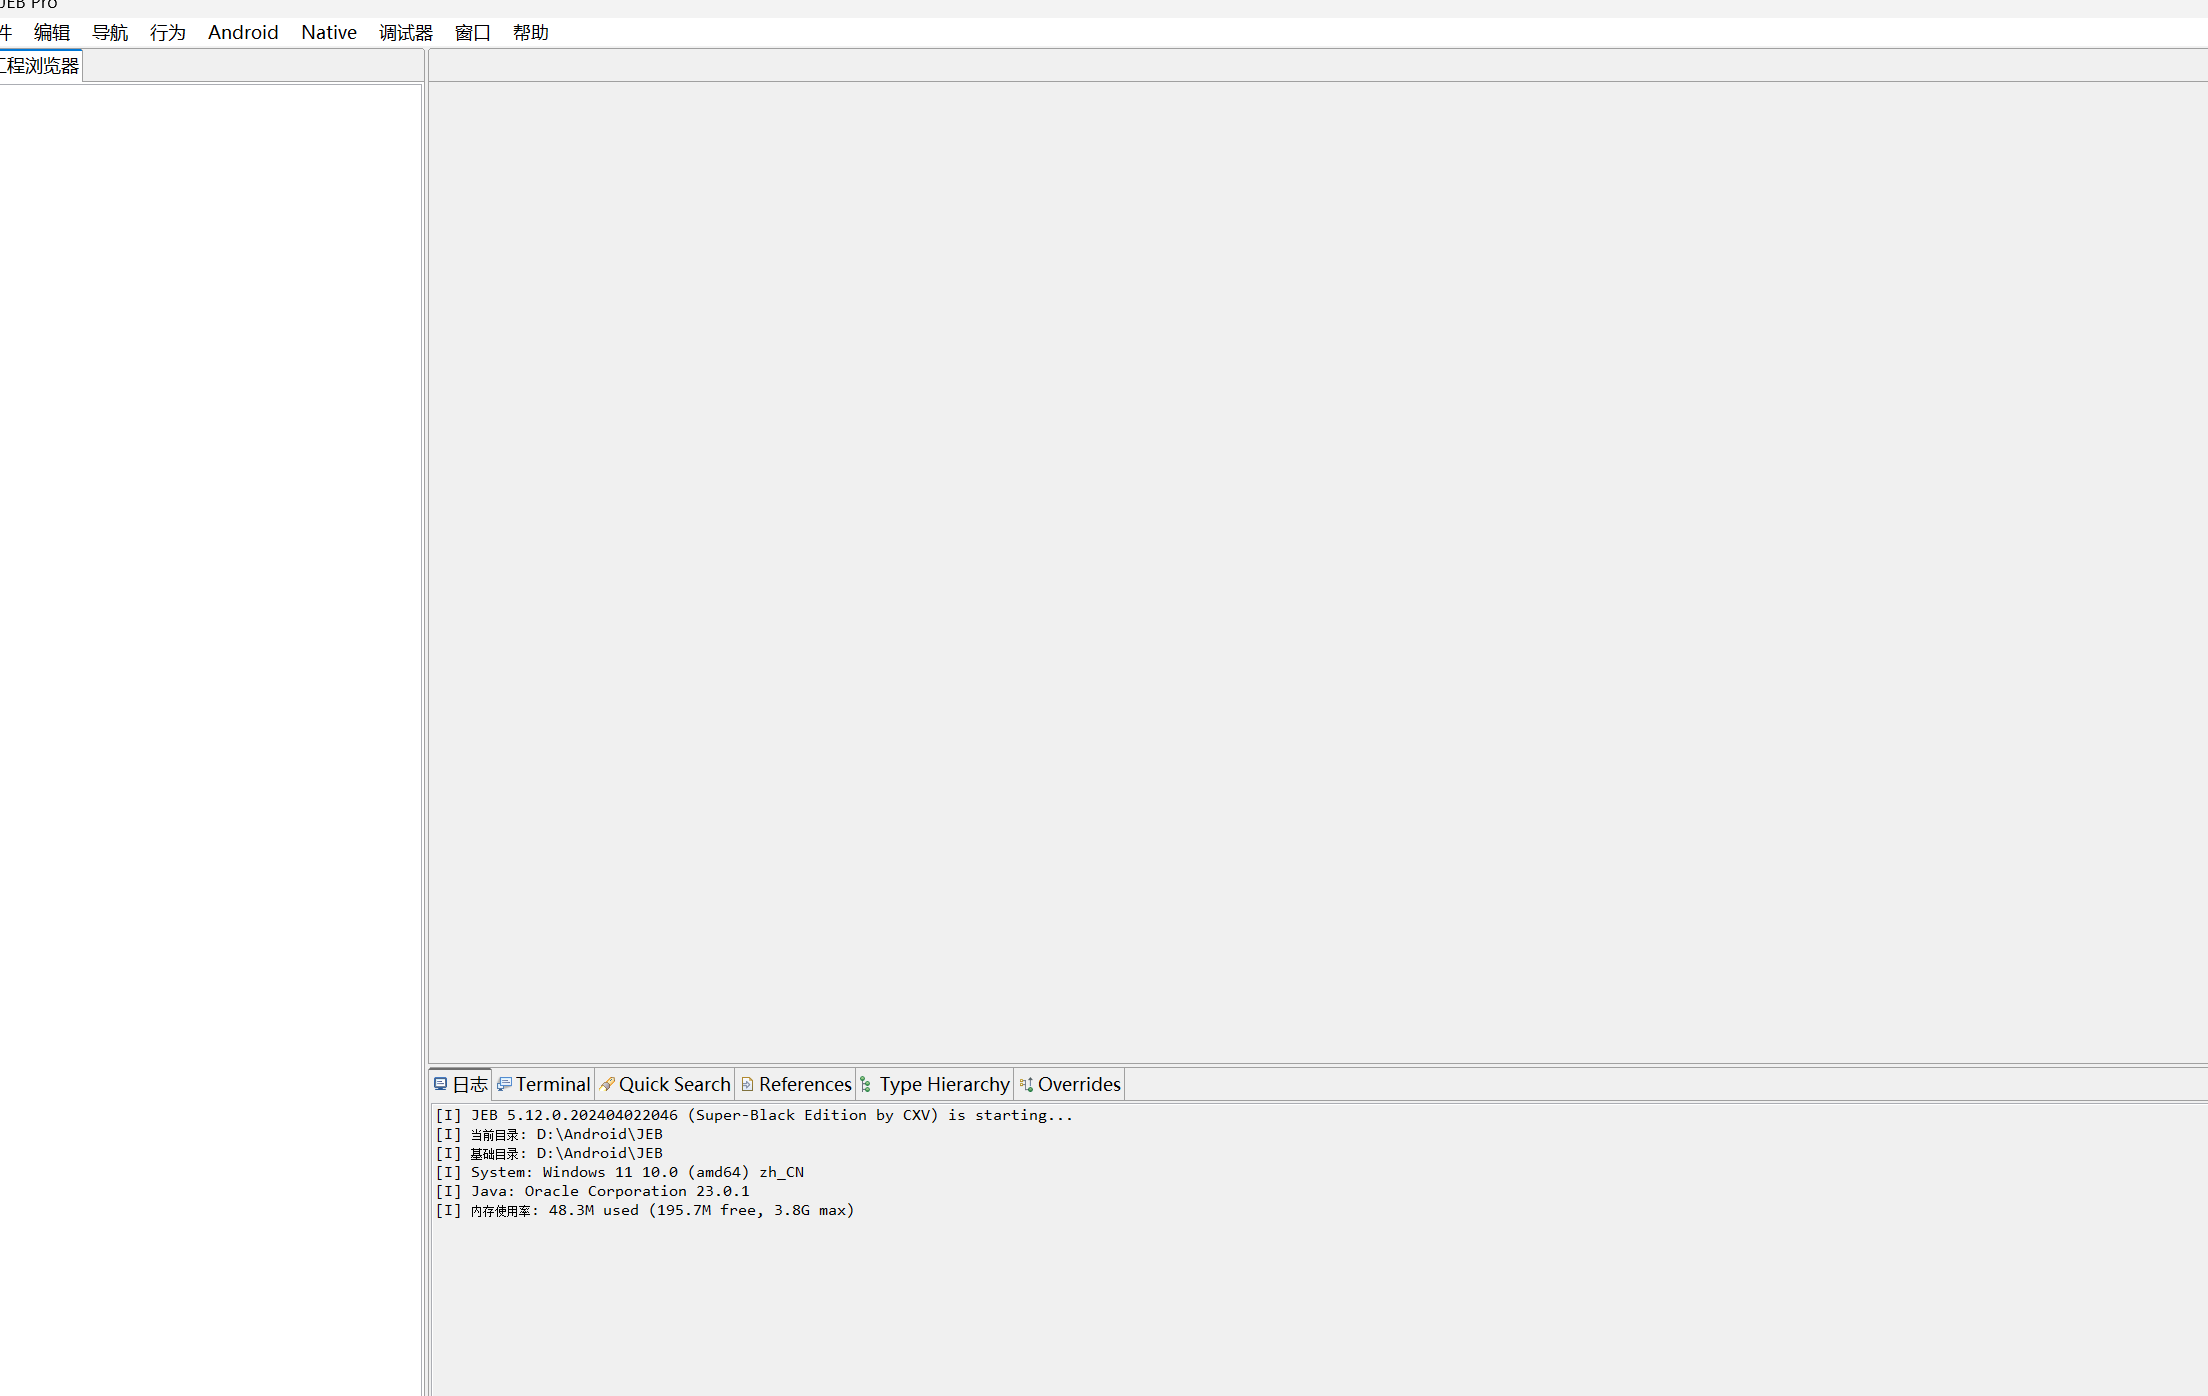 JEB Pro
件 编辑 导航 行为 Android Native 调试器 窗口 帮助
工程浏览器
日志 Terminal Quick Search References Type Hierarchy Overrides
[I] JEB 5.12.0.202404022046 (Super-Black Edition by CXV) is starting...
[I] 当前目录: D:\Android\JEB
[I] 基础目录: D:\Android\JEB
[I] System: Windows 11 10.0 (amd64) zh_CN
[I] Java: Oracle Corporation 23.0.1
[I] 内存使用率: 48.3M used (195.7M free, 3.8G max)